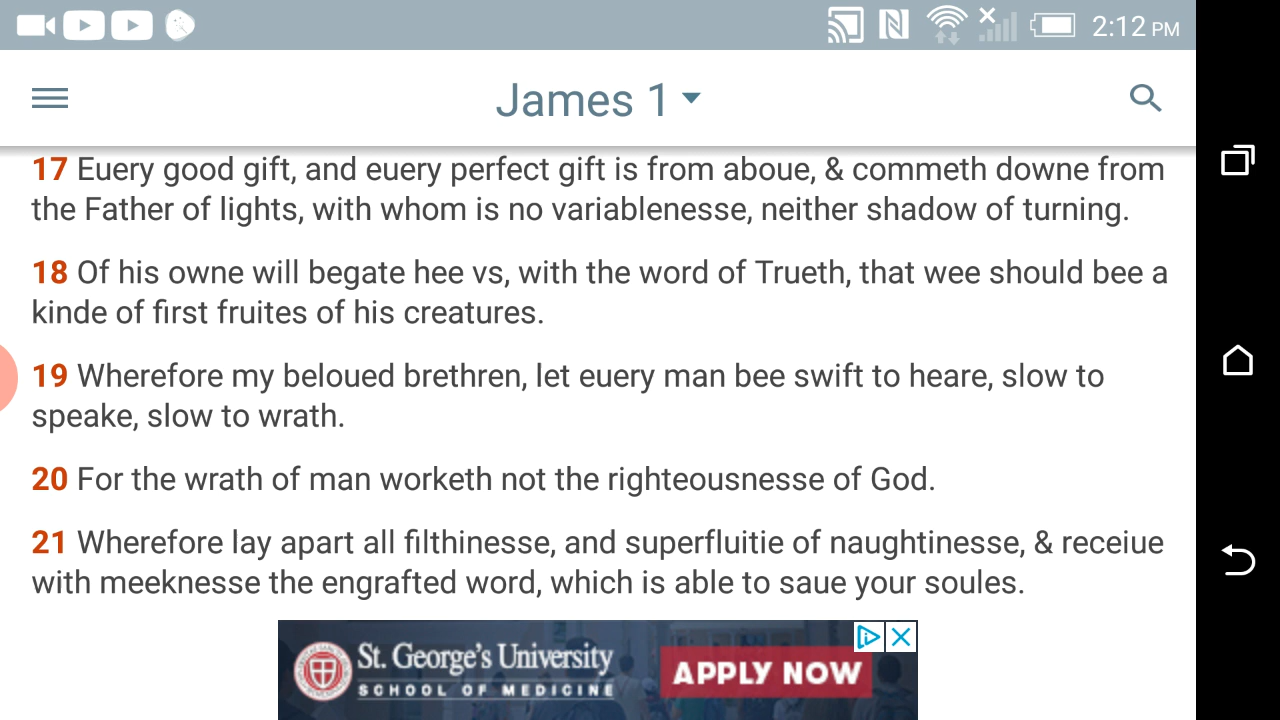 2:12 PM
James 1
17 Euery good gift, and euery perfect gift is from aboue, & commeth downe from
the Father of lights, with whom is no variablenesse, neither shadow of turning.
18 Of his owne will begate hee vs, with the word of Trueth, that wee should bee a
kinde of first fruites of his creatures.
19 Wherefore my beloued brethren, let euery man bee swift to heare, slow to
speake, slow to wrath.
20 For the wrath of man worketh not the righteousnesse of God.
21 Wherefore lay apart all filthinesse, and superfluitie of naughtinesse, & receiue
with meeknesse the engrafted word, which is able to saue your soules.
St. George's University
SCHOOL OF MEDICINE
APPLY NOW